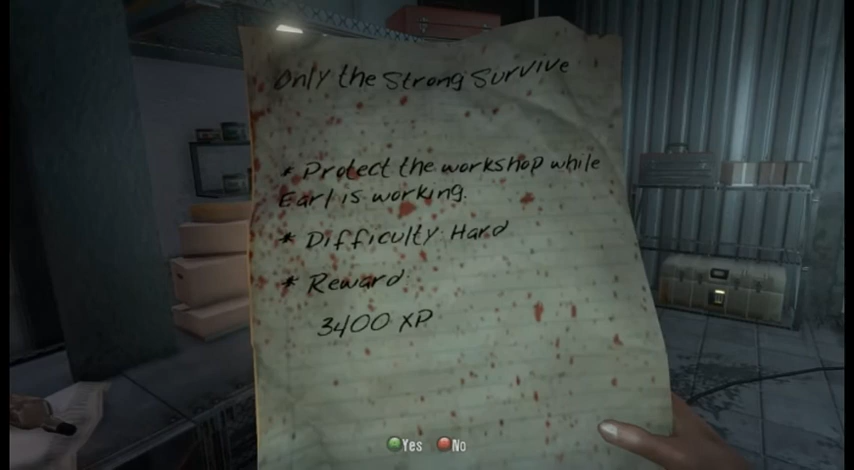 Only the Strong Survive
* Protect the workshop while
Earl is working.
* Difficulty: Hard
* Reward:
3400 XP
Yes No